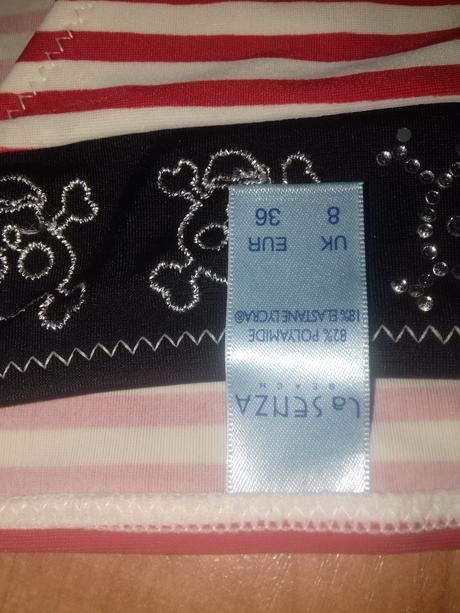 La SENZA
BEACH
82% POLYAMIDE
18% ELASTANE LYCRA®
UK EUR
8 36